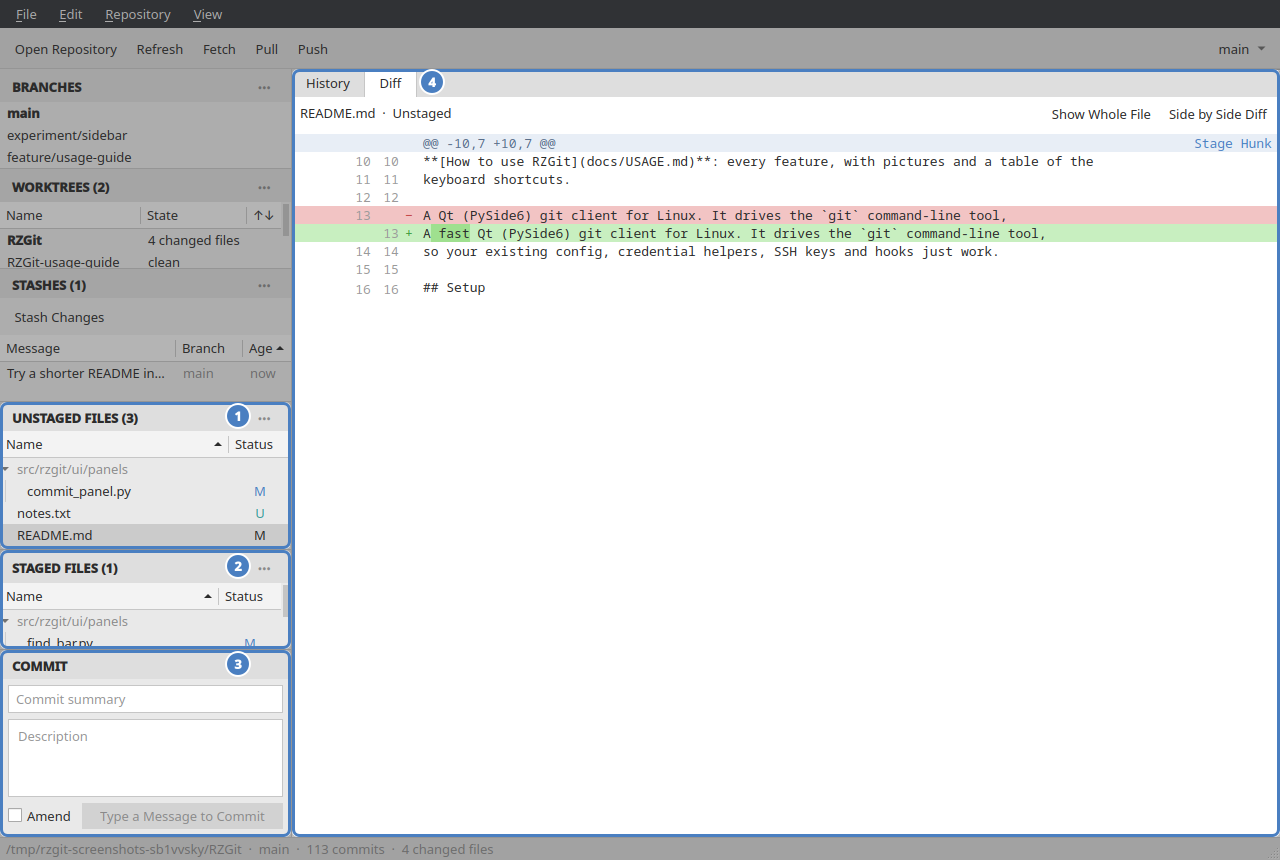 File Edit Repository View
Open Repository Refresh Fetch Pull Push main
BRANCHES ···
main
experiment/sidebar
feature/usage-guide
WORKTREES (2) ···
Name State ↑↓
RZGit 4 changed files
RZGit-usage-guide clean
STASHES (1) ···
Stash Changes
Message Branch Age
Try a shorter README in... main now
UNSTAGED FILES (3) 1 ···
Name Status
src/rzgit/ui/panels
commit_panel.py M
notes.txt U
README.md M
STAGED FILES (1) 2 ···
Name Status
src/rzgit/ui/panels
find_bar.py M
COMMIT 3
Commit summary
Description
Amend Type a Message to Commit
History Diff 4
README.md · Unstaged Show Whole File Side by Side Diff
@@ -10,7 +10,7 @@ Stage Hunk
10 10 **[How to use RZGit](docs/USAGE.md)**: every feature, with pictures and a table of the
11 11 keyboard shortcuts.
12 12
13 − A Qt (PySide6) git client for Linux. It drives the `git` command-line tool,
13 + A fast Qt (PySide6) git client for Linux. It drives the `git` command-line tool,
14 14 so your existing config, credential helpers, SSH keys and hooks just work.
15 15
16 16 ## Setup
/tmp/rzgit-screenshots-sb1vvsky/RZGit · main · 113 commits · 4 changed files